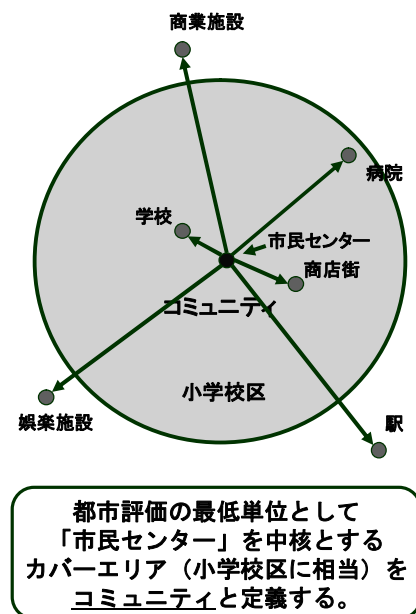 商業施設
病院
学校
市民センター
商店街
コミュニティ
小学校区
娯楽施設
駅
都市評価の最低単位として
「市民センター」を中核とする
カバーエリア（小学校区に相当）を
コミュニティと定義する。